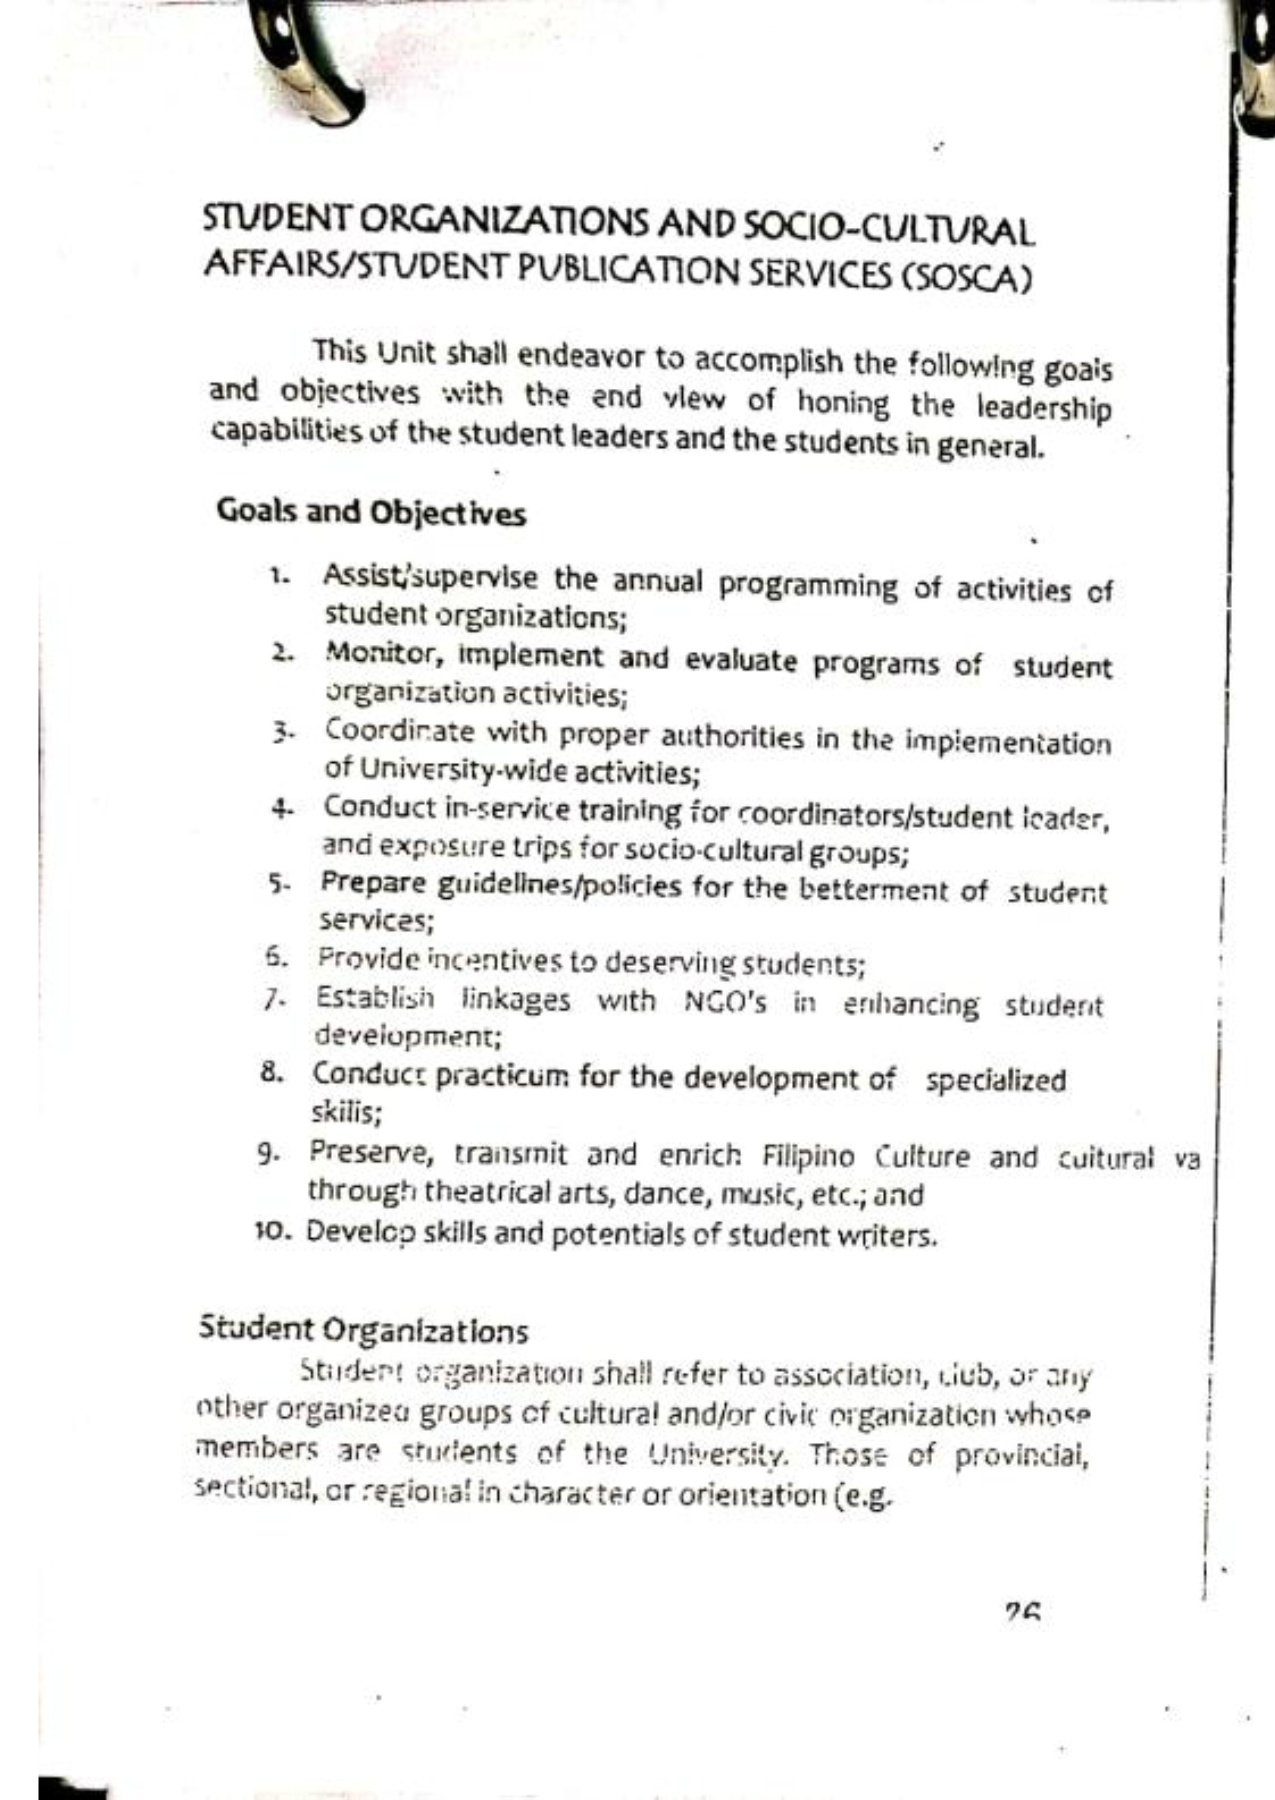 STUDENT ORGANIZATIONS AND SOCIO-CULTURAL
AFFAIRS/STUDENT PUBLICATION SERVICES (SOSCA)
This Unit shall endeavor to accomplish the following goals
and objectives with the end view of honing the leadership
capabilities of the student leaders and the students in general.
Goals and Objectives
1. Assist/supervise the annual programming of activities of
student organizations;
2. Monitor, implement and evaluate programs of student
organization activities;
3. Coordinate with proper authorities in the implementation
of University-wide activities;
4. Conduct in-service training for coordinators/student leader,
and exposure trips for socio-cultural groups;
5. Prepare guidelines/policies for the betterment of student
services;
6. Provide incentives to deserving students;
7. Establish linkages with NGO's in enhancing student
development;
8. Conduct practicum for the development of specialized
skills;
9. Preserve, transmit and enrich Filipino Culture and cultural va
through theatrical arts, dance, music, etc.; and
10. Develop skills and potentials of student writers.
Student Organizations
Student organization shall refer to association, club, or any
other organized groups of cultural and/or civic organization whose
members are students of the University. Those of provincial,
sectional, or regional in character or orientation (e.g.
26